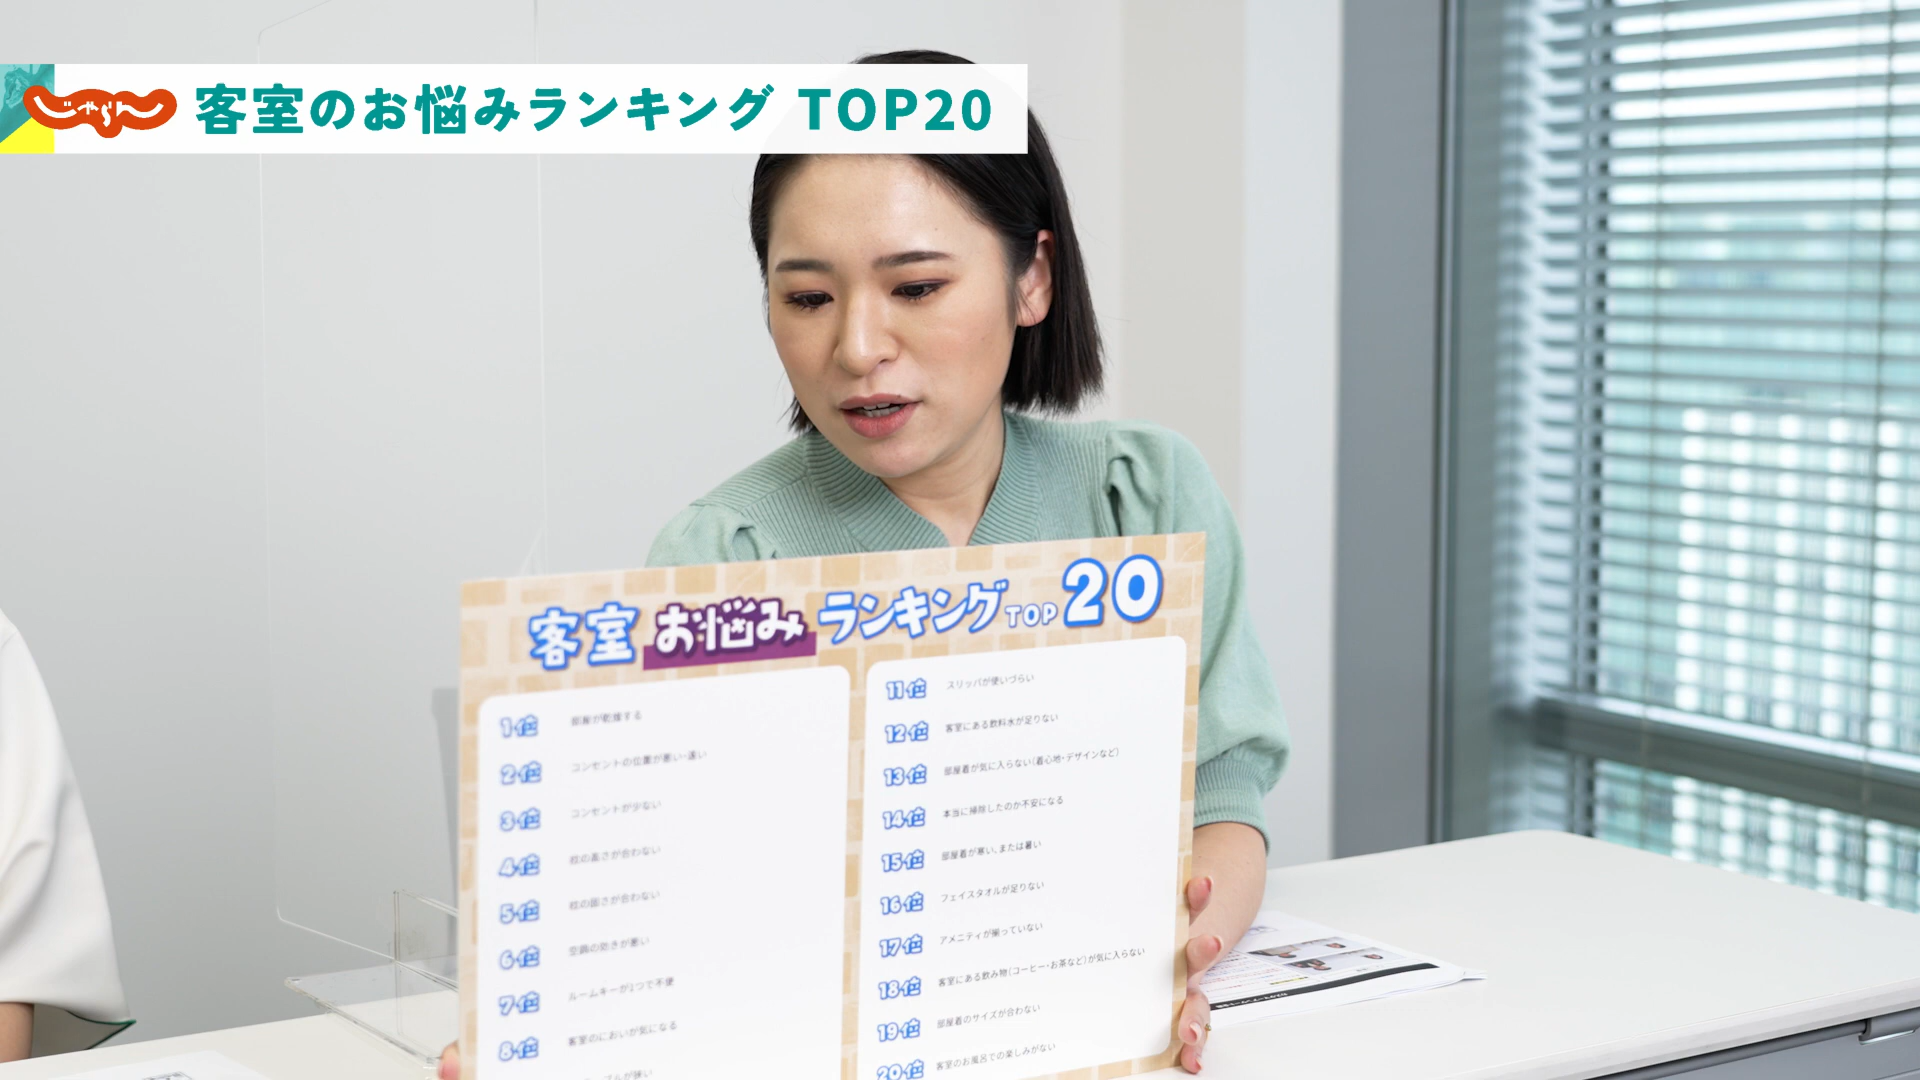 じゃらん 客室のお悩みランキング TOP20
客室 お悩み ランキング TOP 20
1位 部屋が乾燥する
2位 コンセントの位置が悪い・遠い
3位 コンセントが少ない
4位 枕の高さが合わない
5位 枕の固さが合わない
6位 空調の効きが悪い
7位 ルームキーが1つで不便
8位 客室のにおいが気になる
ブルが狭い
11位 スリッパが使いづらい
12位 客室にある飲料水が足りない
13位 部屋着が気に入らない(着心地・デザインなど)
14位 本当に掃除したのか不安になる
15位 部屋着が寒い、または暑い
16位 フェイスタオルが足りない
17位 アメニティが揃っていない
18位 客室にある飲み物(コーヒー・お茶など)が気に入らない
19位 部屋着のサイズが合わない
20位 客室のお風呂での楽しみがない